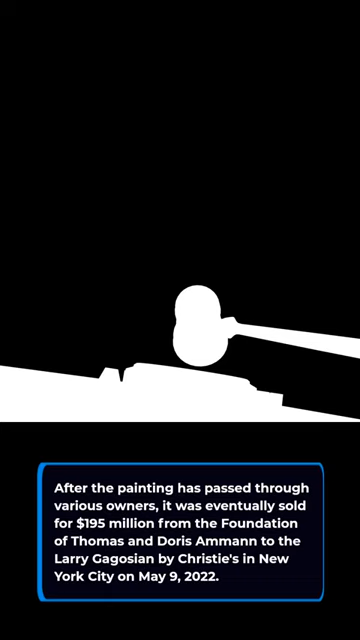 After the painting has passed through
various owners, it was eventually sold
for $195 million from the Foundation
of Thomas and Doris Ammann to the
Larry Gagosian by Christie's in New
York City on May 9, 2022.